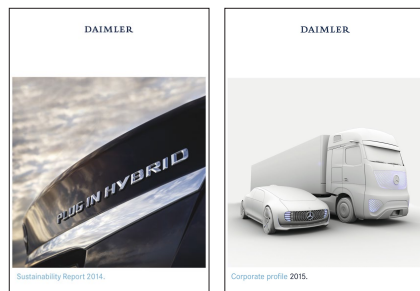 DAIMLER
PLUG IN HYBRID
Sustainability Report 2014.
DAIMLER
Corporate profile 2015.